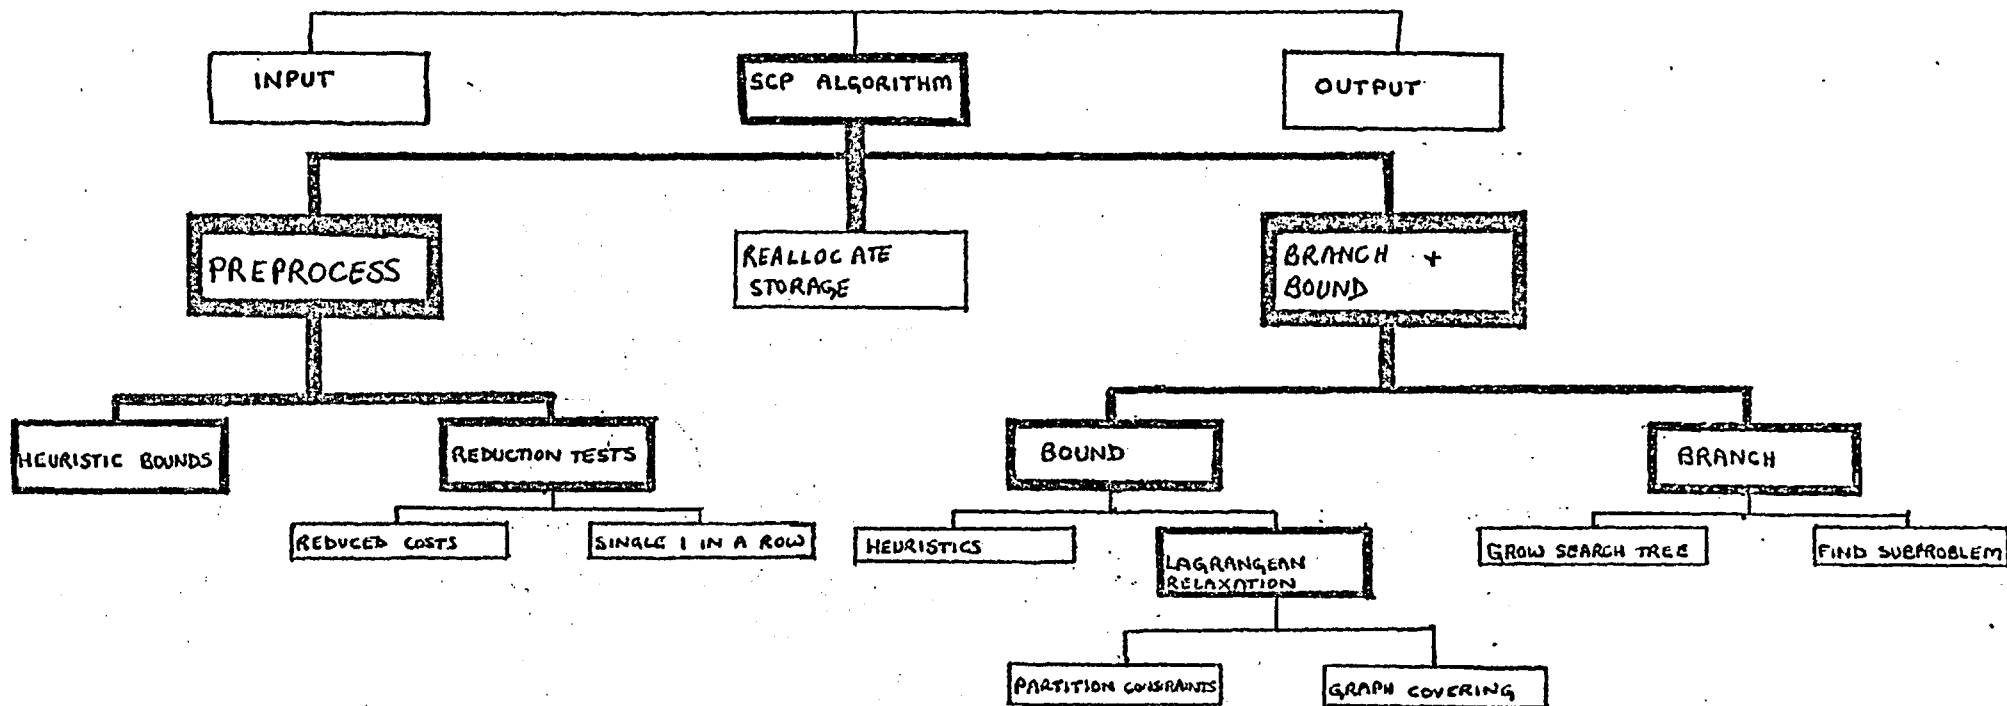 INPUT
SCP ALGORITHM
OUTPUT
PREPROCESS
REALLOCATE
STORAGE
BRANCH +
BOUND
HEURISTIC BOUNDS
REDUCTION TESTS
BOUND
BRANCH
REDUCED COSTS
SINGLE 1 IN A ROW
HEURISTICS
LAGRANGEAN
RELAXATION
GROW SEARCH TREE
FIND SUBPROBLEM
PARTITION CONSTRAINTS
GRAPH COVERING